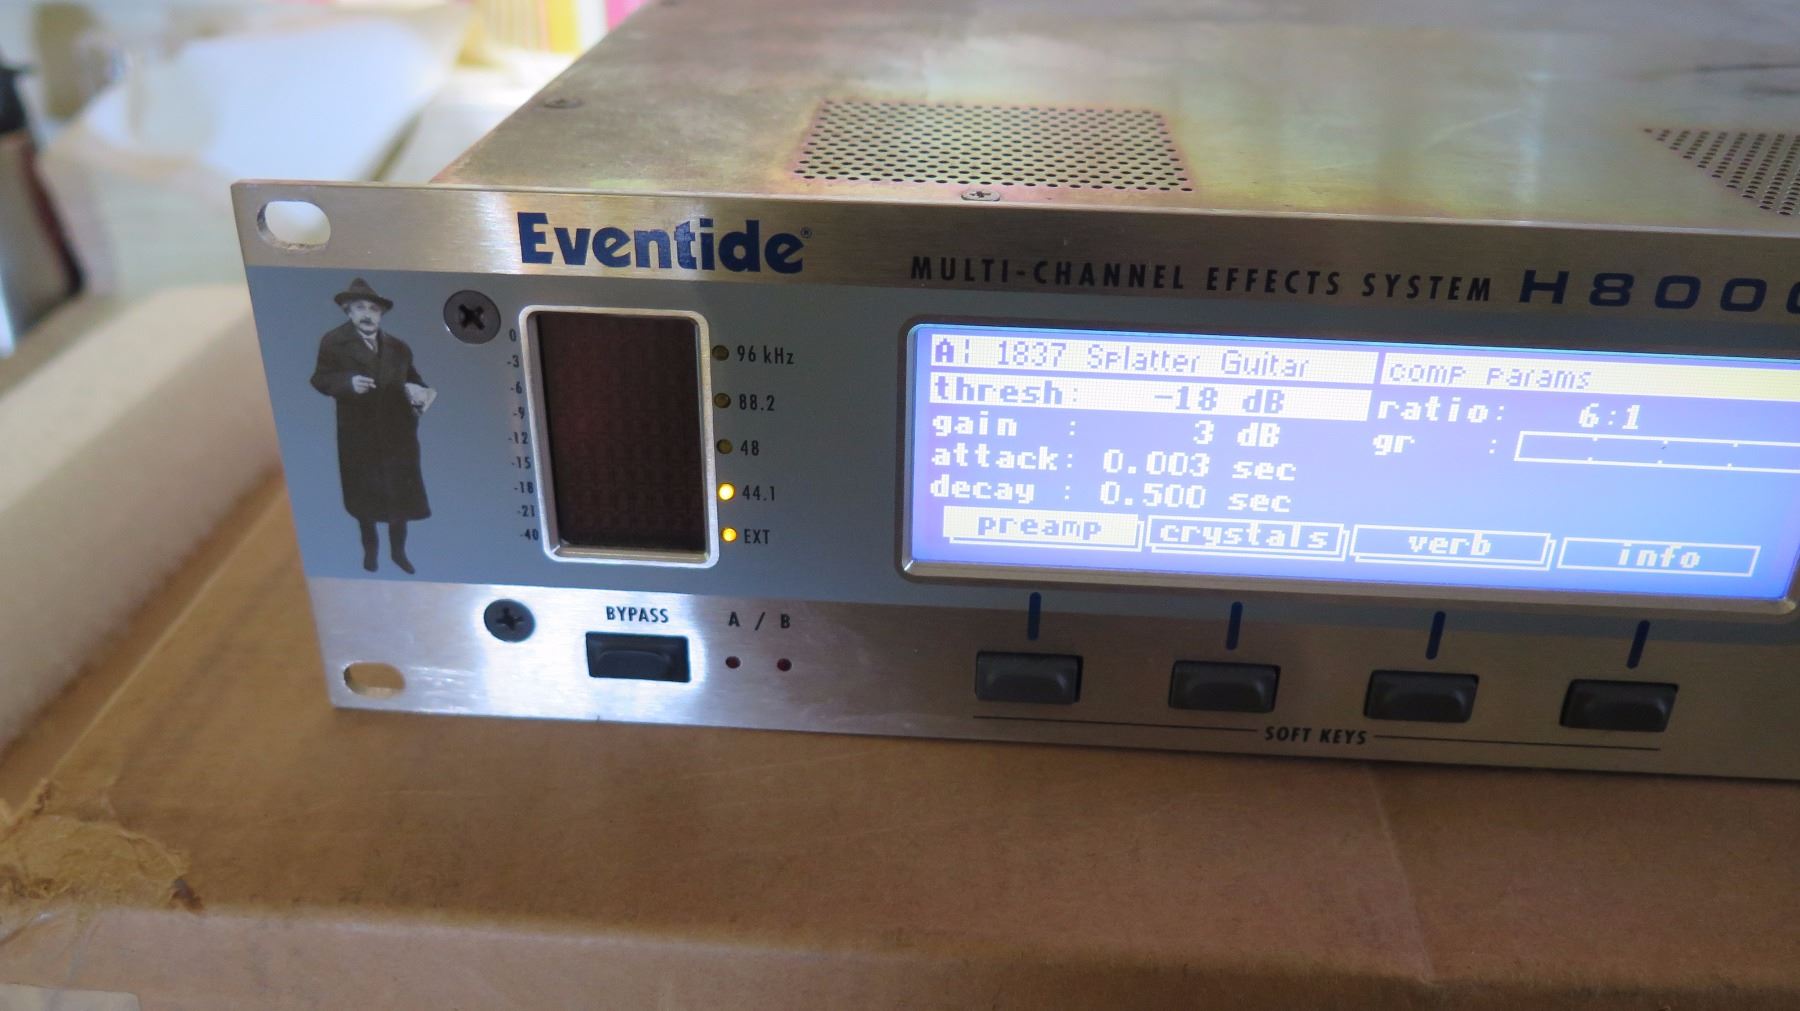 Eventide®
MULTI-CHANNEL EFFECTS SYSTEM H8000
0
-3
-6
-9
-12
-15
-18
-21
-40
96 kHz
88.2
48
44.1
EXT
A: 1837 Splatter Guitar
comp params
thresh: -18 dB
ratio: 6:1
gain : 3 dB
gr :
attack: 0.003 sec
decay : 0.500 sec
preamp crystals verb info
BYPASS
A / B
SOFT KEYS